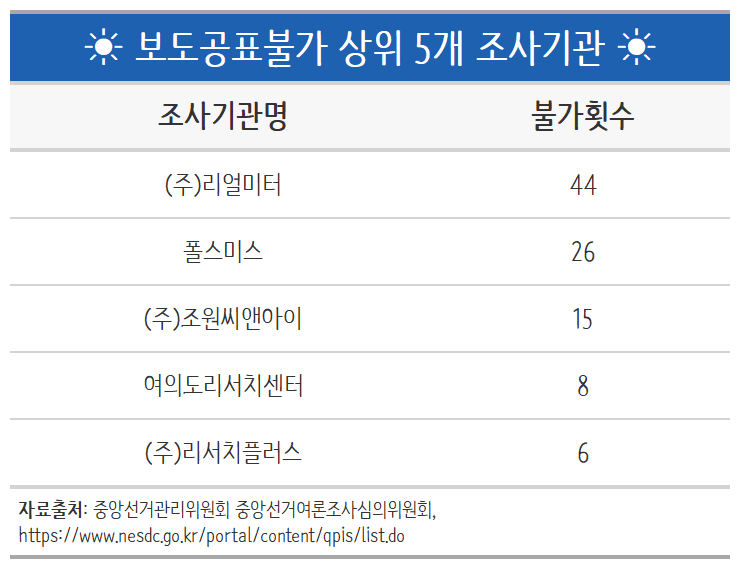 ☀ 보도공표불가 상위 5개 조사기관 ☀
조사기관명 불가횟수
(주)리얼미터 44
폴스미스 26
(주)조원씨앤아이 15
여의도리서치센터 8
(주)리서치플러스 6
자료출처: 중앙선거관리위원회 중앙선거여론조사심의위원회,
https://www.nesdc.go.kr/portal/content/qpis/list.do